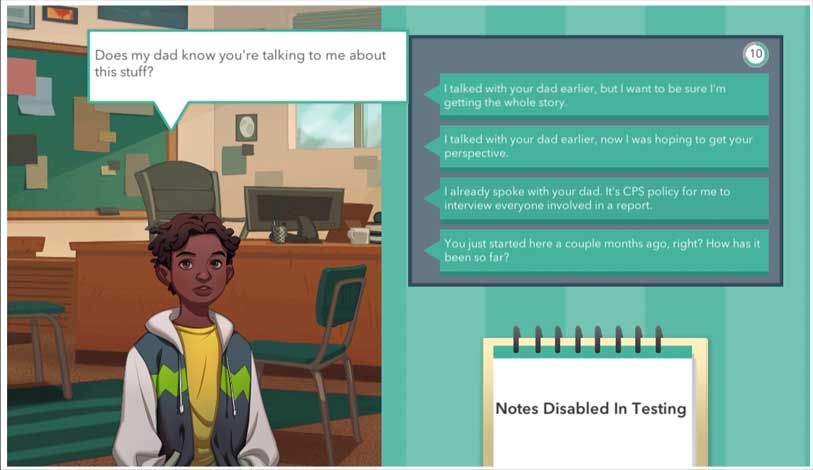 Does my dad know you're talking to me about
this stuff?
10
I talked with your dad earlier, but I want to be sure I'm
getting the whole story.
I talked with your dad earlier, now I was hoping to get your
perspective.
I already spoke with your dad. It's CPS policy for me to
interview everyone involved in a report.
You just started here a couple months ago, right? How has it
been so far?
Notes Disabled In Testing